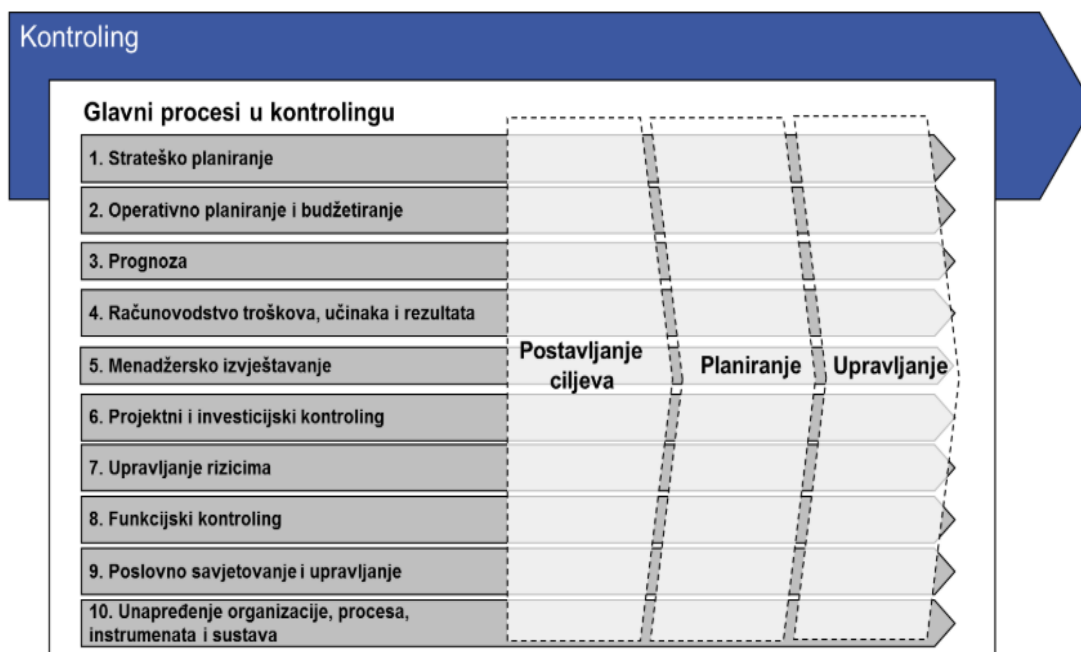 Kontroling
Glavni procesi u kontrolingu
1. Strateško planiranje
2. Operativno planiranje i budžetiranje
3. Prognoza
4. Računovodstvo troškova, učinaka i rezultata
5. Menadžersko izvještavanje
6. Projektni i investicijski kontroling
7. Upravljanje rizicima
8. Funkcijski kontroling
9. Poslovno savjetovanje i upravljanje
10. Unapređenje organizacije, procesa,
instrumenata i sustava
Postavljanje
ciljeva
Planiranje
Upravljanje